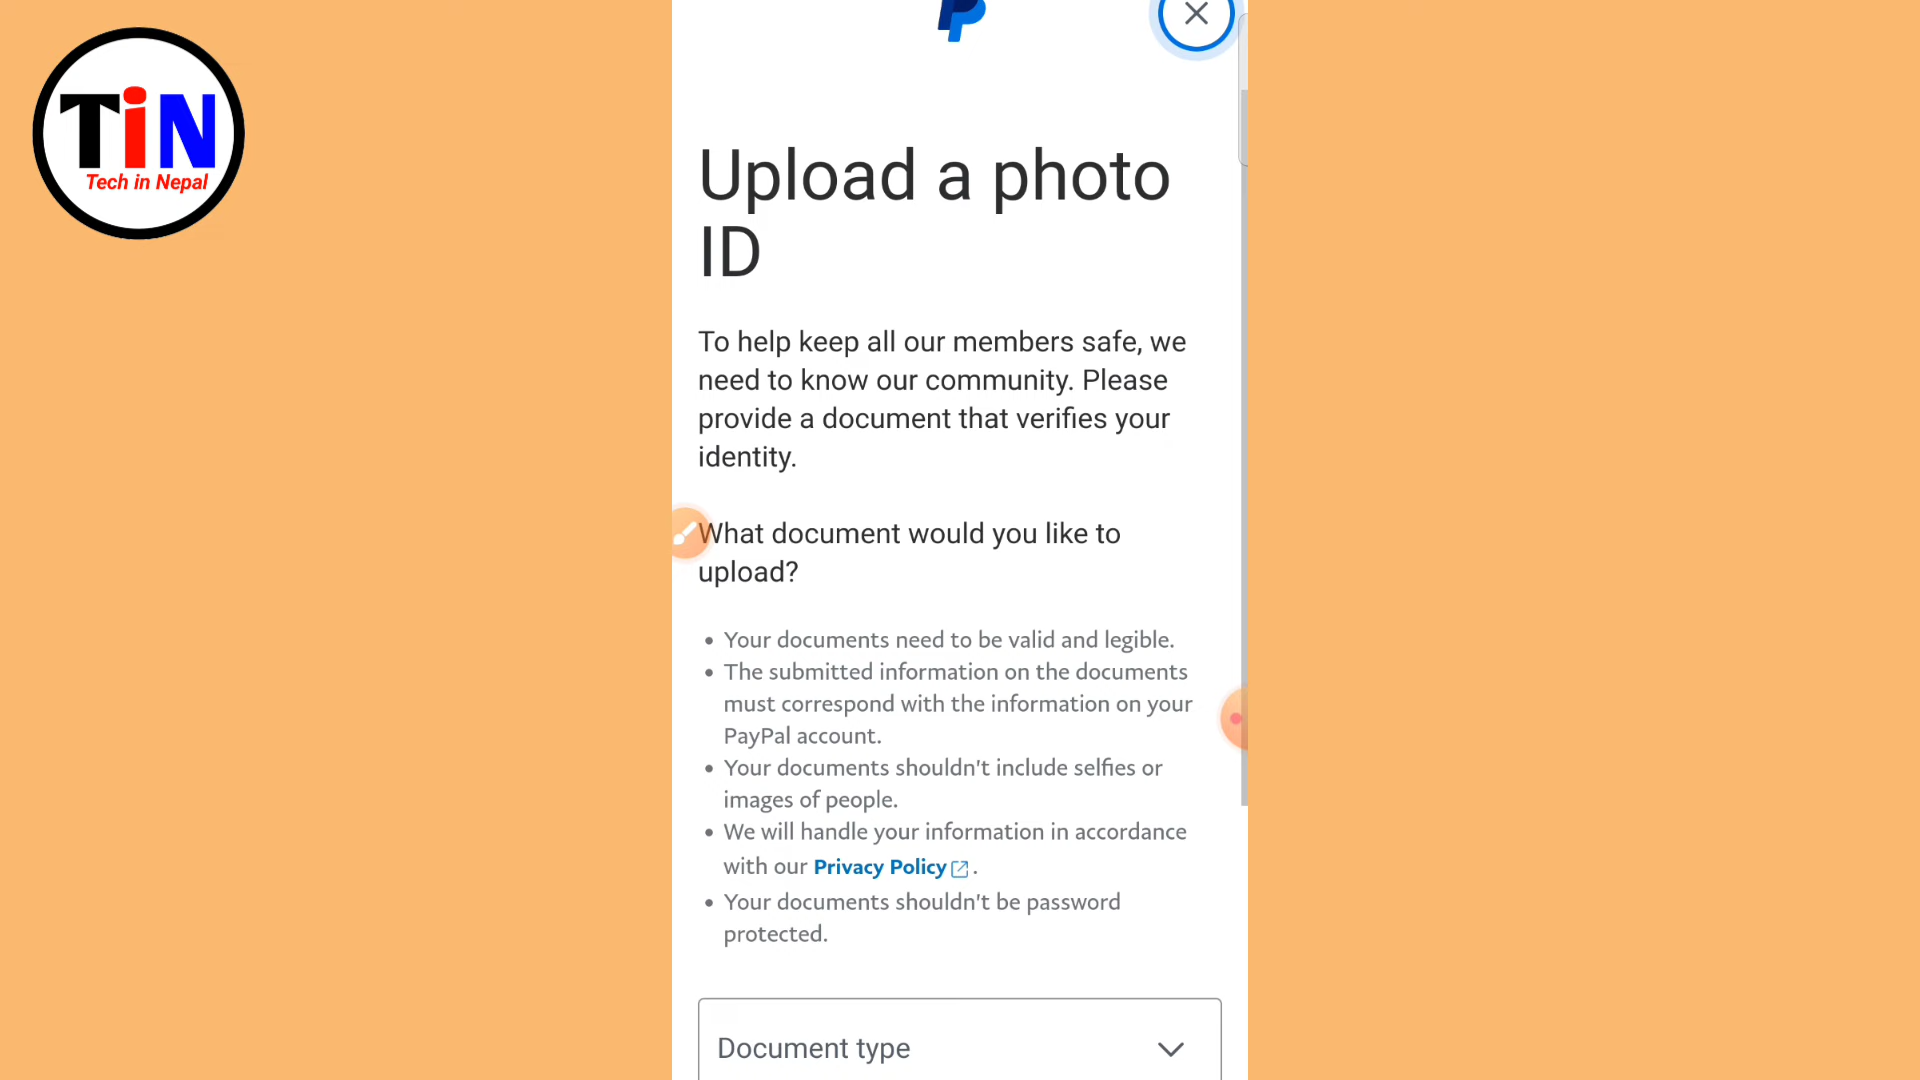 TiN
Tech in Nepal
Upload a photo
ID
To help keep all our members safe, we
need to know our community. Please
provide a document that verifies your
identity.
What document would you like to
upload?
• Your documents need to be valid and legible.
• The submitted information on the documents
must correspond with the information on your
PayPal account.
• Your documents shouldn't include selfies or
images of people.
• We will handle your information in accordance
with our Privacy Policy .
• Your documents shouldn't be password
protected.
Document type